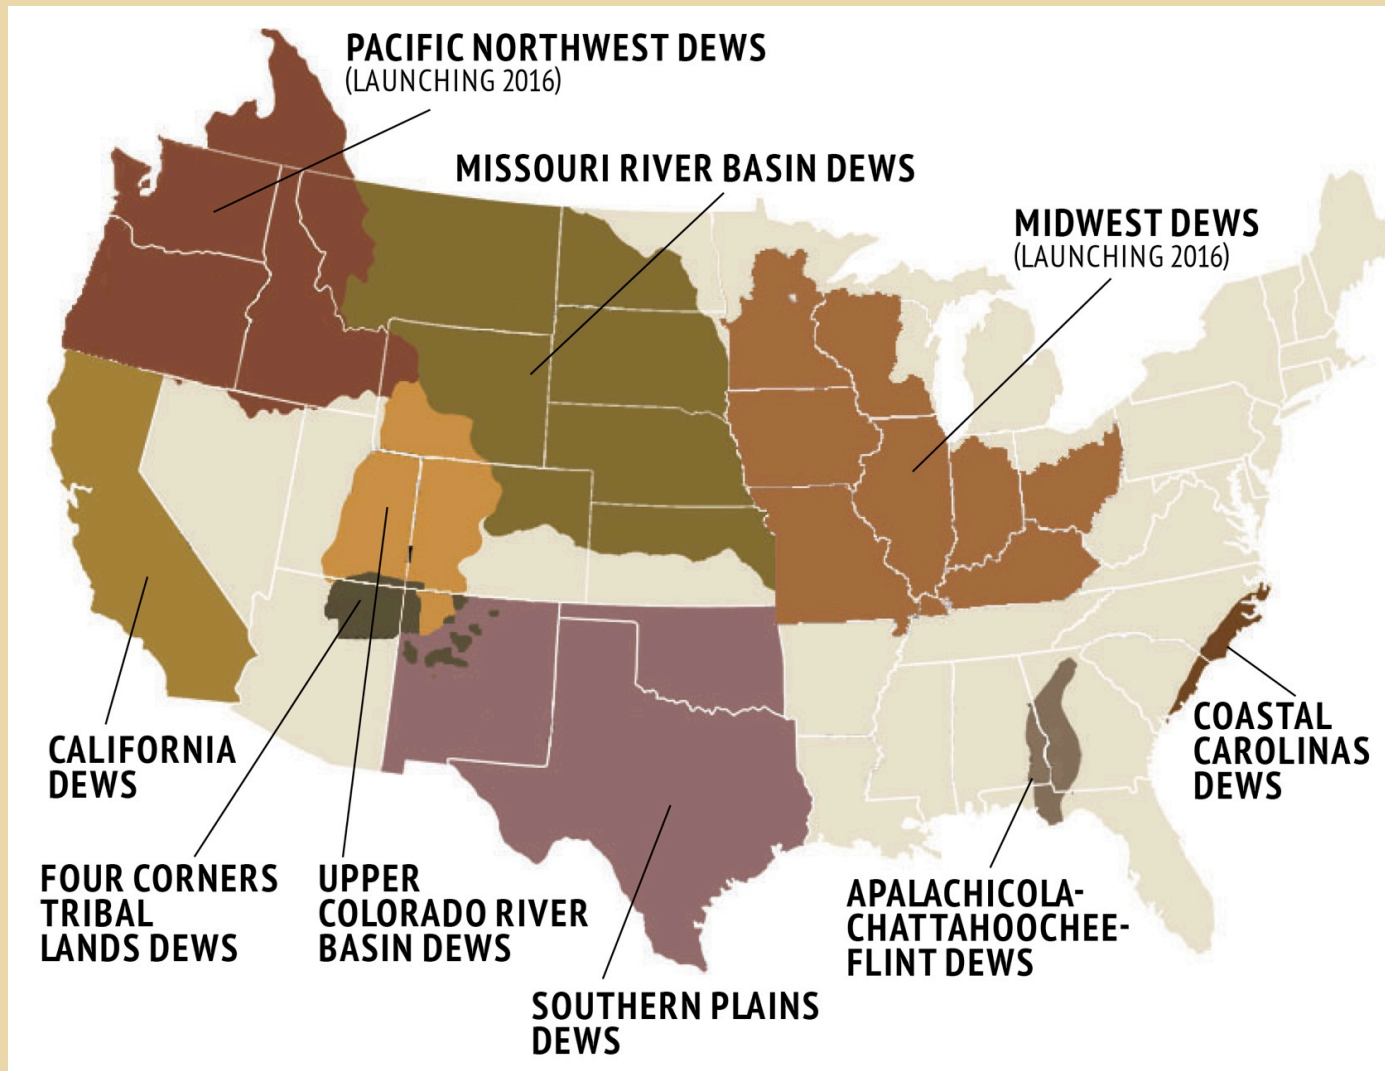 PACIFIC NORTHWEST DEWS
(LAUNCHING 2016)
MISSOURI RIVER BASIN DEWS
MIDWEST DEWS
(LAUNCHING 2016)
CALIFORNIA
DEWS
FOUR CORNERS
TRIBAL
LANDS DEWS
UPPER
COLORADO RIVER
BASIN DEWS
SOUTHERN PLAINS
DEWS
APALACHICOLA-
CHATTAHOOCHEE-
FLINT DEWS
COASTAL
CAROLINAS
DEWS